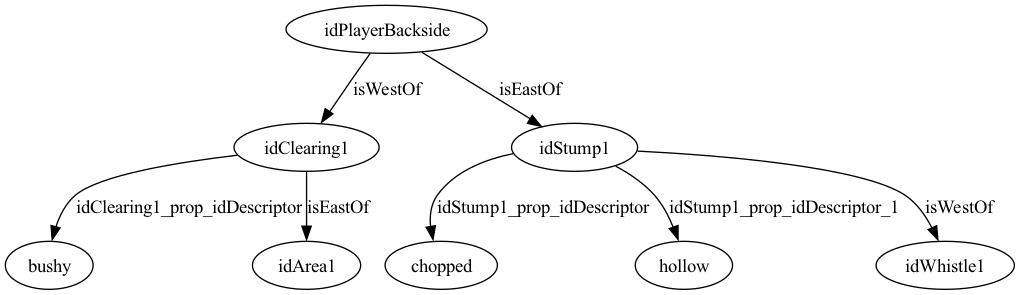 idPlayerBackside
isWestOf
isEastOf
idClearing1
idStump1
idClearing1_prop_idDescriptor
isEastOf
idStump1_prop_idDescriptor
idStump1_prop_idDescriptor_1
isWestOf
bushy
idArea1
chopped
hollow
idWhistle1